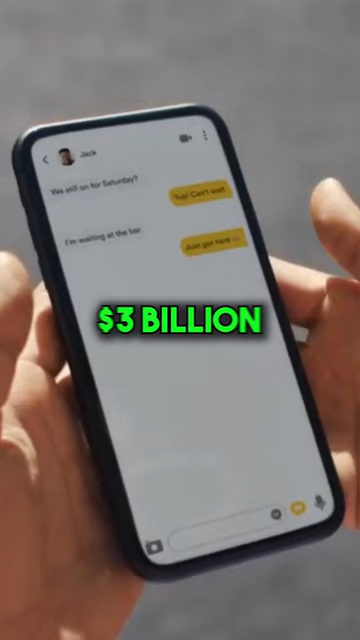 Jack
We still on for Saturday?
Yup! Can't wait
I'm waiting at the bar
Just got here
$3 BILLION